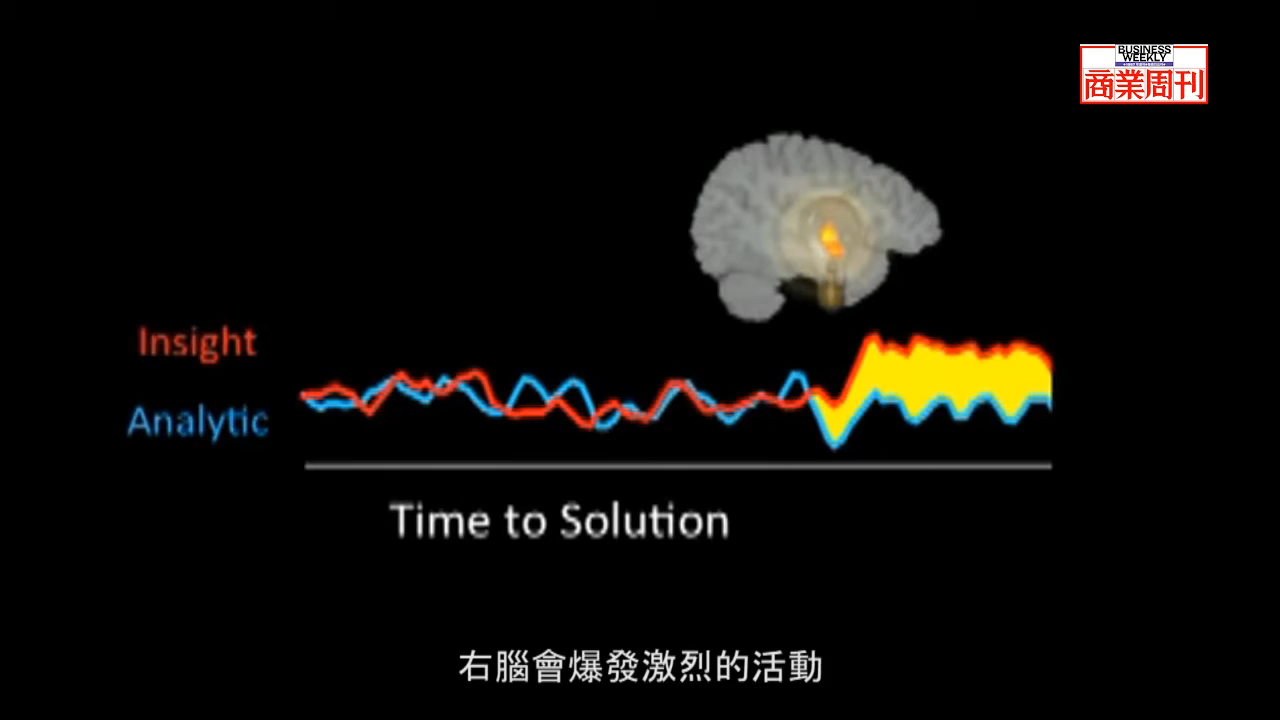 BUSINESS
WEEKLY
商業周刊
Insight
Analytic
Time to Solution
右腦會爆發激烈的活動